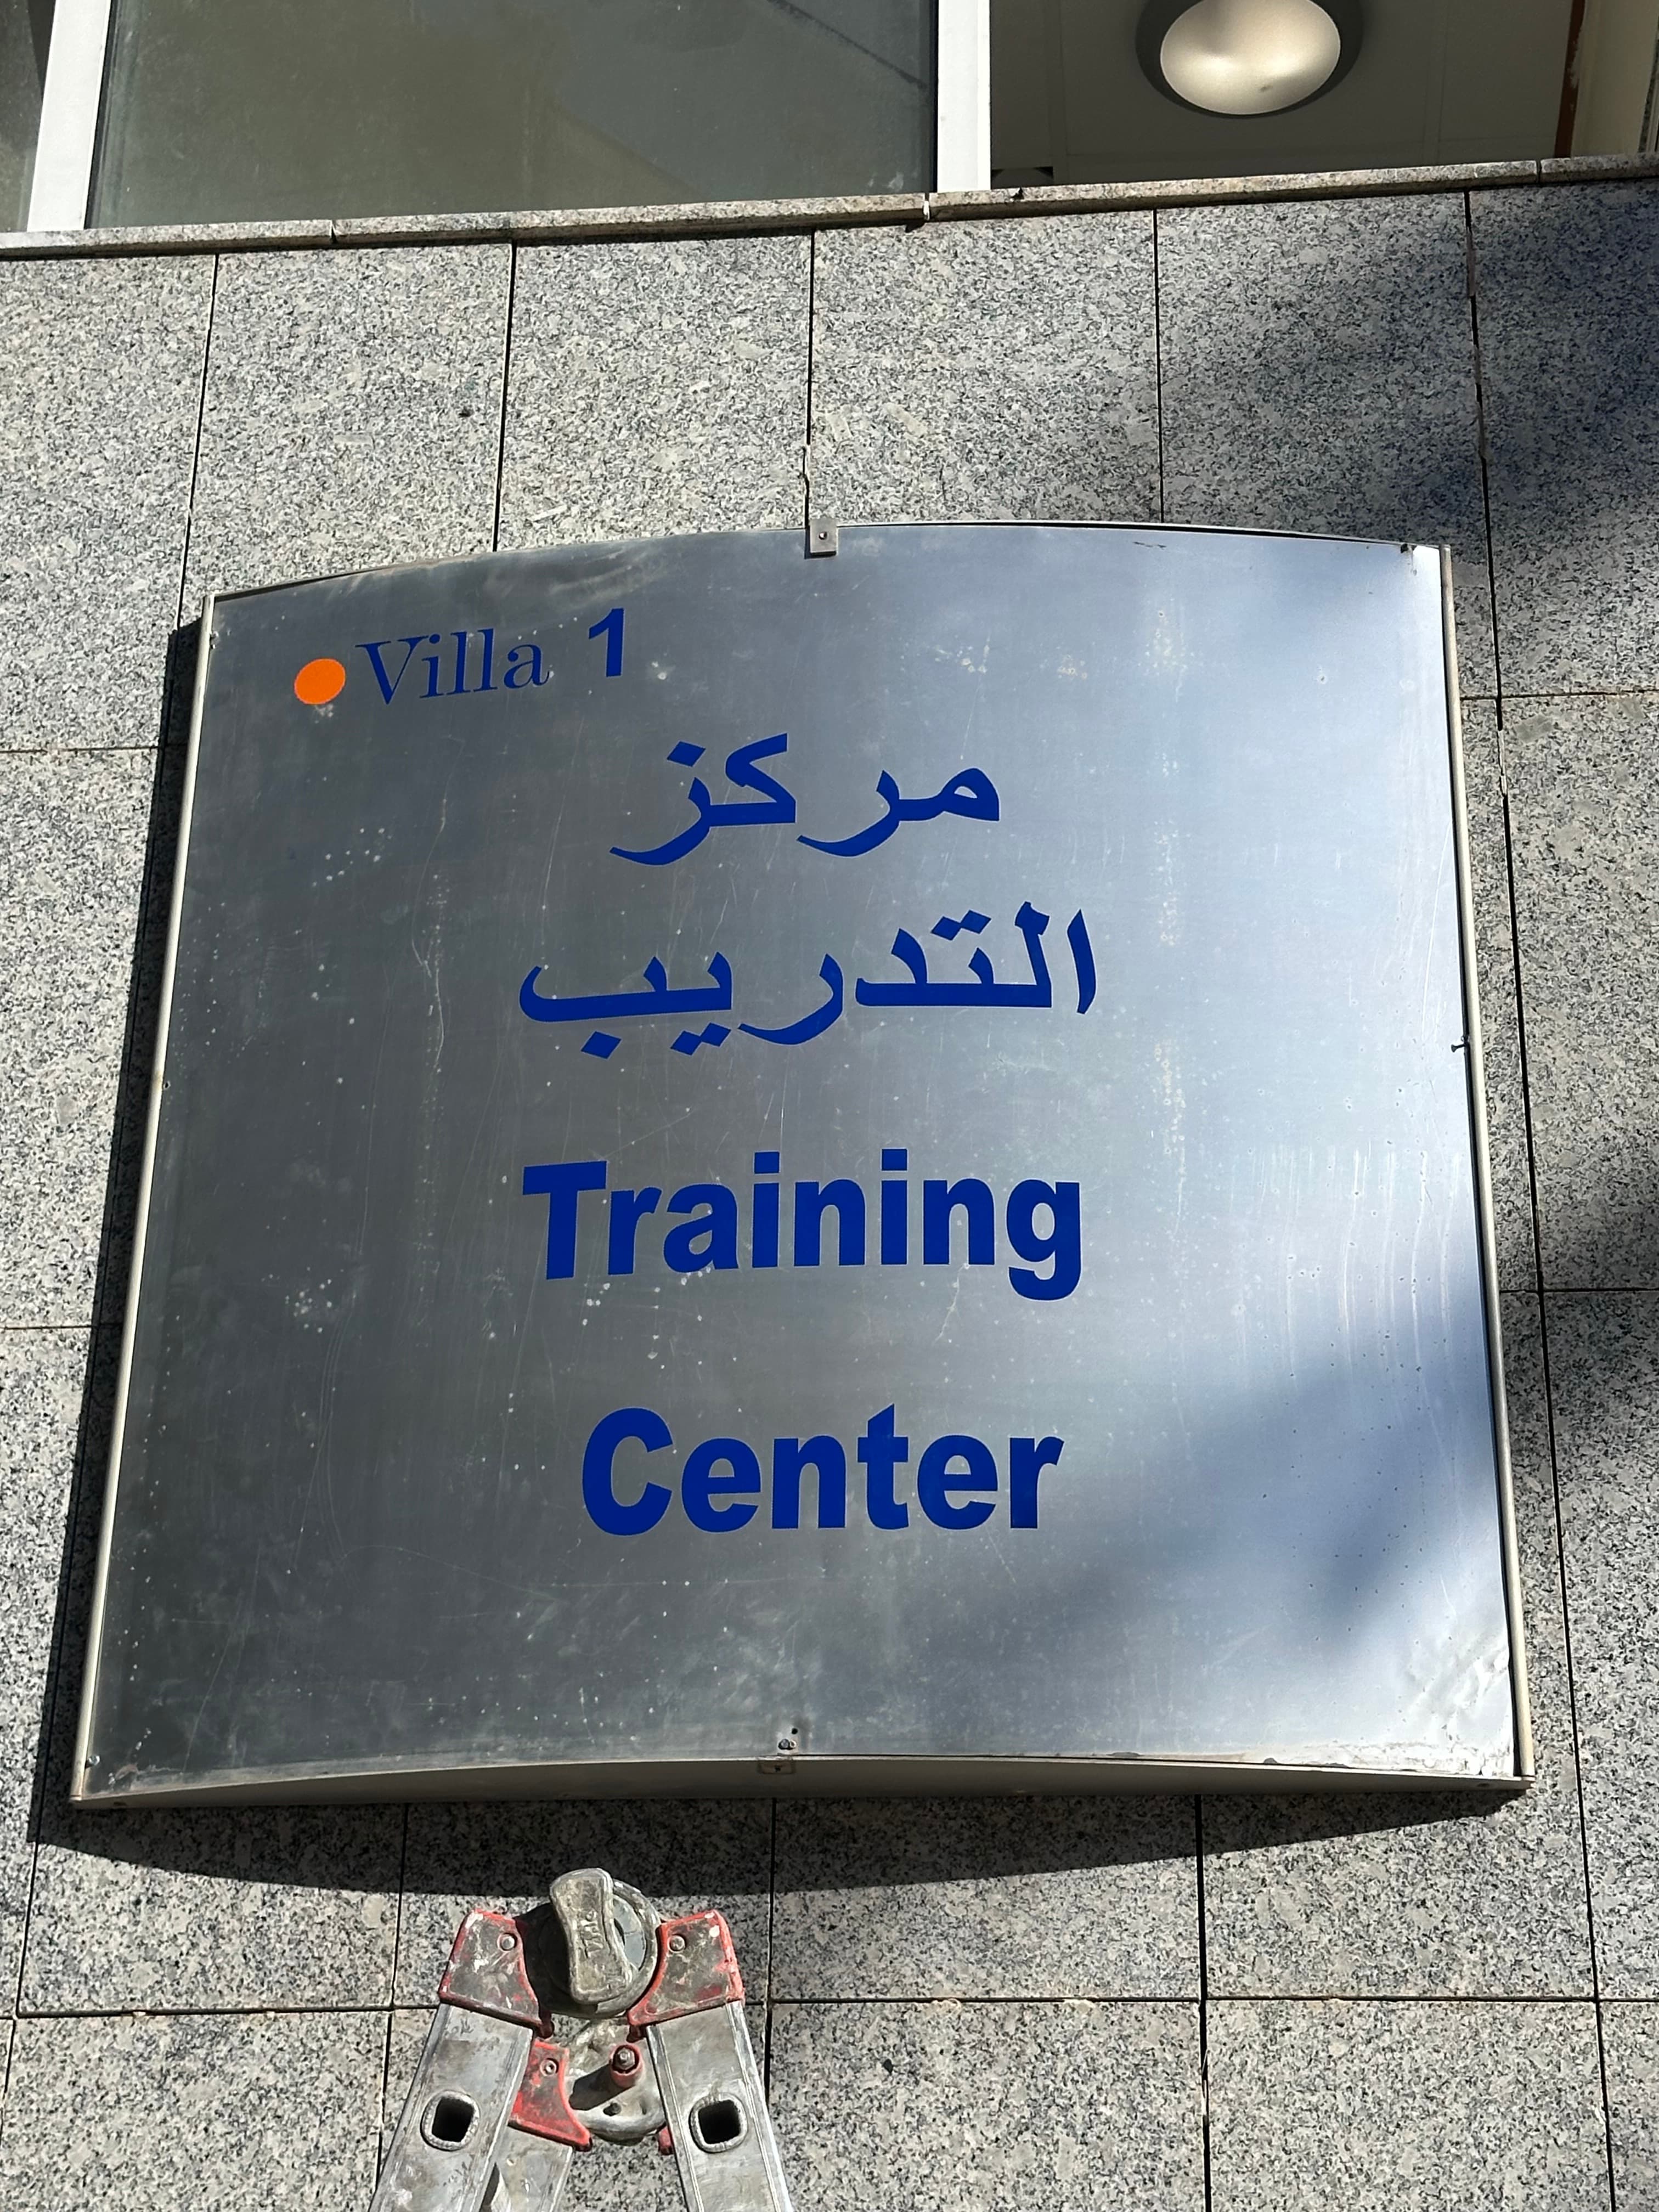 Villa 1
مركز
التدريب
Training
Center